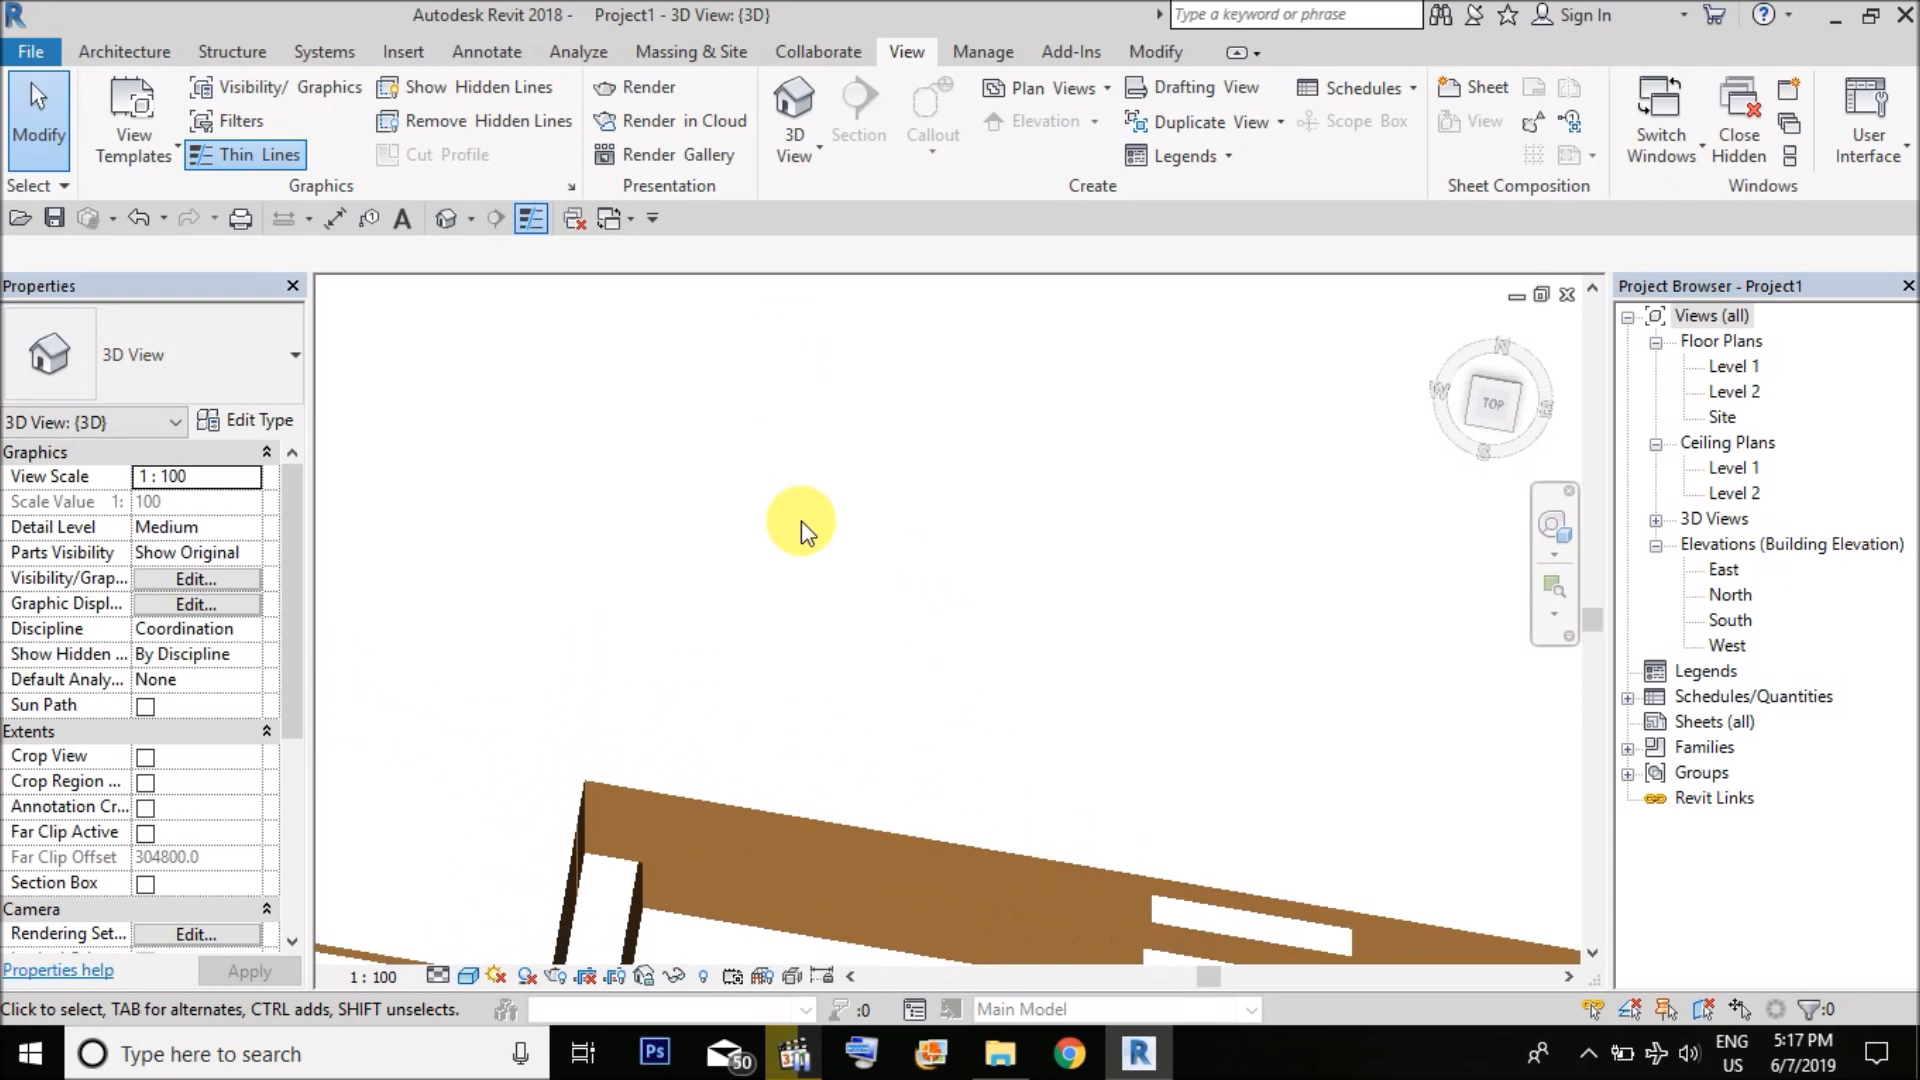 Autodesk Revit 2018 - Project1 - 3D View: {3D} Type a keyword or phrase Sign In
File Architecture Structure Systems Insert Annotate Analyze Massing & Site Collaborate View Manage Add-Ins Modify
Modify
View
Templates
Visibility/ Graphics
Filters
Thin Lines
Show Hidden Lines
Remove Hidden Lines
Cut Profile
Render
Render in Cloud
Render Gallery
3D
View
Section
Callout
Plan Views
Elevation
Drafting View
Duplicate View
Legends
Schedules
Scope Box
Sheet
View
Switch
Windows
Close
Hidden
User
Interface
Select Graphics Presentation Create Sheet Composition Windows
A
Properties
3D View
3D View: {3D} Edit Type
Graphics
View Scale 1 : 100
Scale Value 1: 100
Detail Level Medium
Parts Visibility Show Original
Visibility/Grap... Edit...
Graphic Displ... Edit...
Discipline Coordination
Show Hidden ... By Discipline
Default Analy... None
Sun Path
Extents
Crop View
Crop Region ...
Annotation Cr...
Far Clip Active
Far Clip Offset 304800.0
Section Box
Camera
Rendering Set... Edit...
Properties help Apply
N
W TOP E
S
Project Browser - Project1
Views (all)
Floor Plans
Level 1
Level 2
Site
Ceiling Plans
Level 1
Level 2
3D Views
Elevations (Building Elevation)
East
North
South
West
Legends
Schedules/Quantities
Sheets (all)
Families
Groups
Revit Links
1 : 100
Click to select, TAB for alternates, CTRL adds, SHIFT unselects. :0 Main Model :0
Type here to search Ps 50 R ENG
US 5:17 PM
6/7/2019